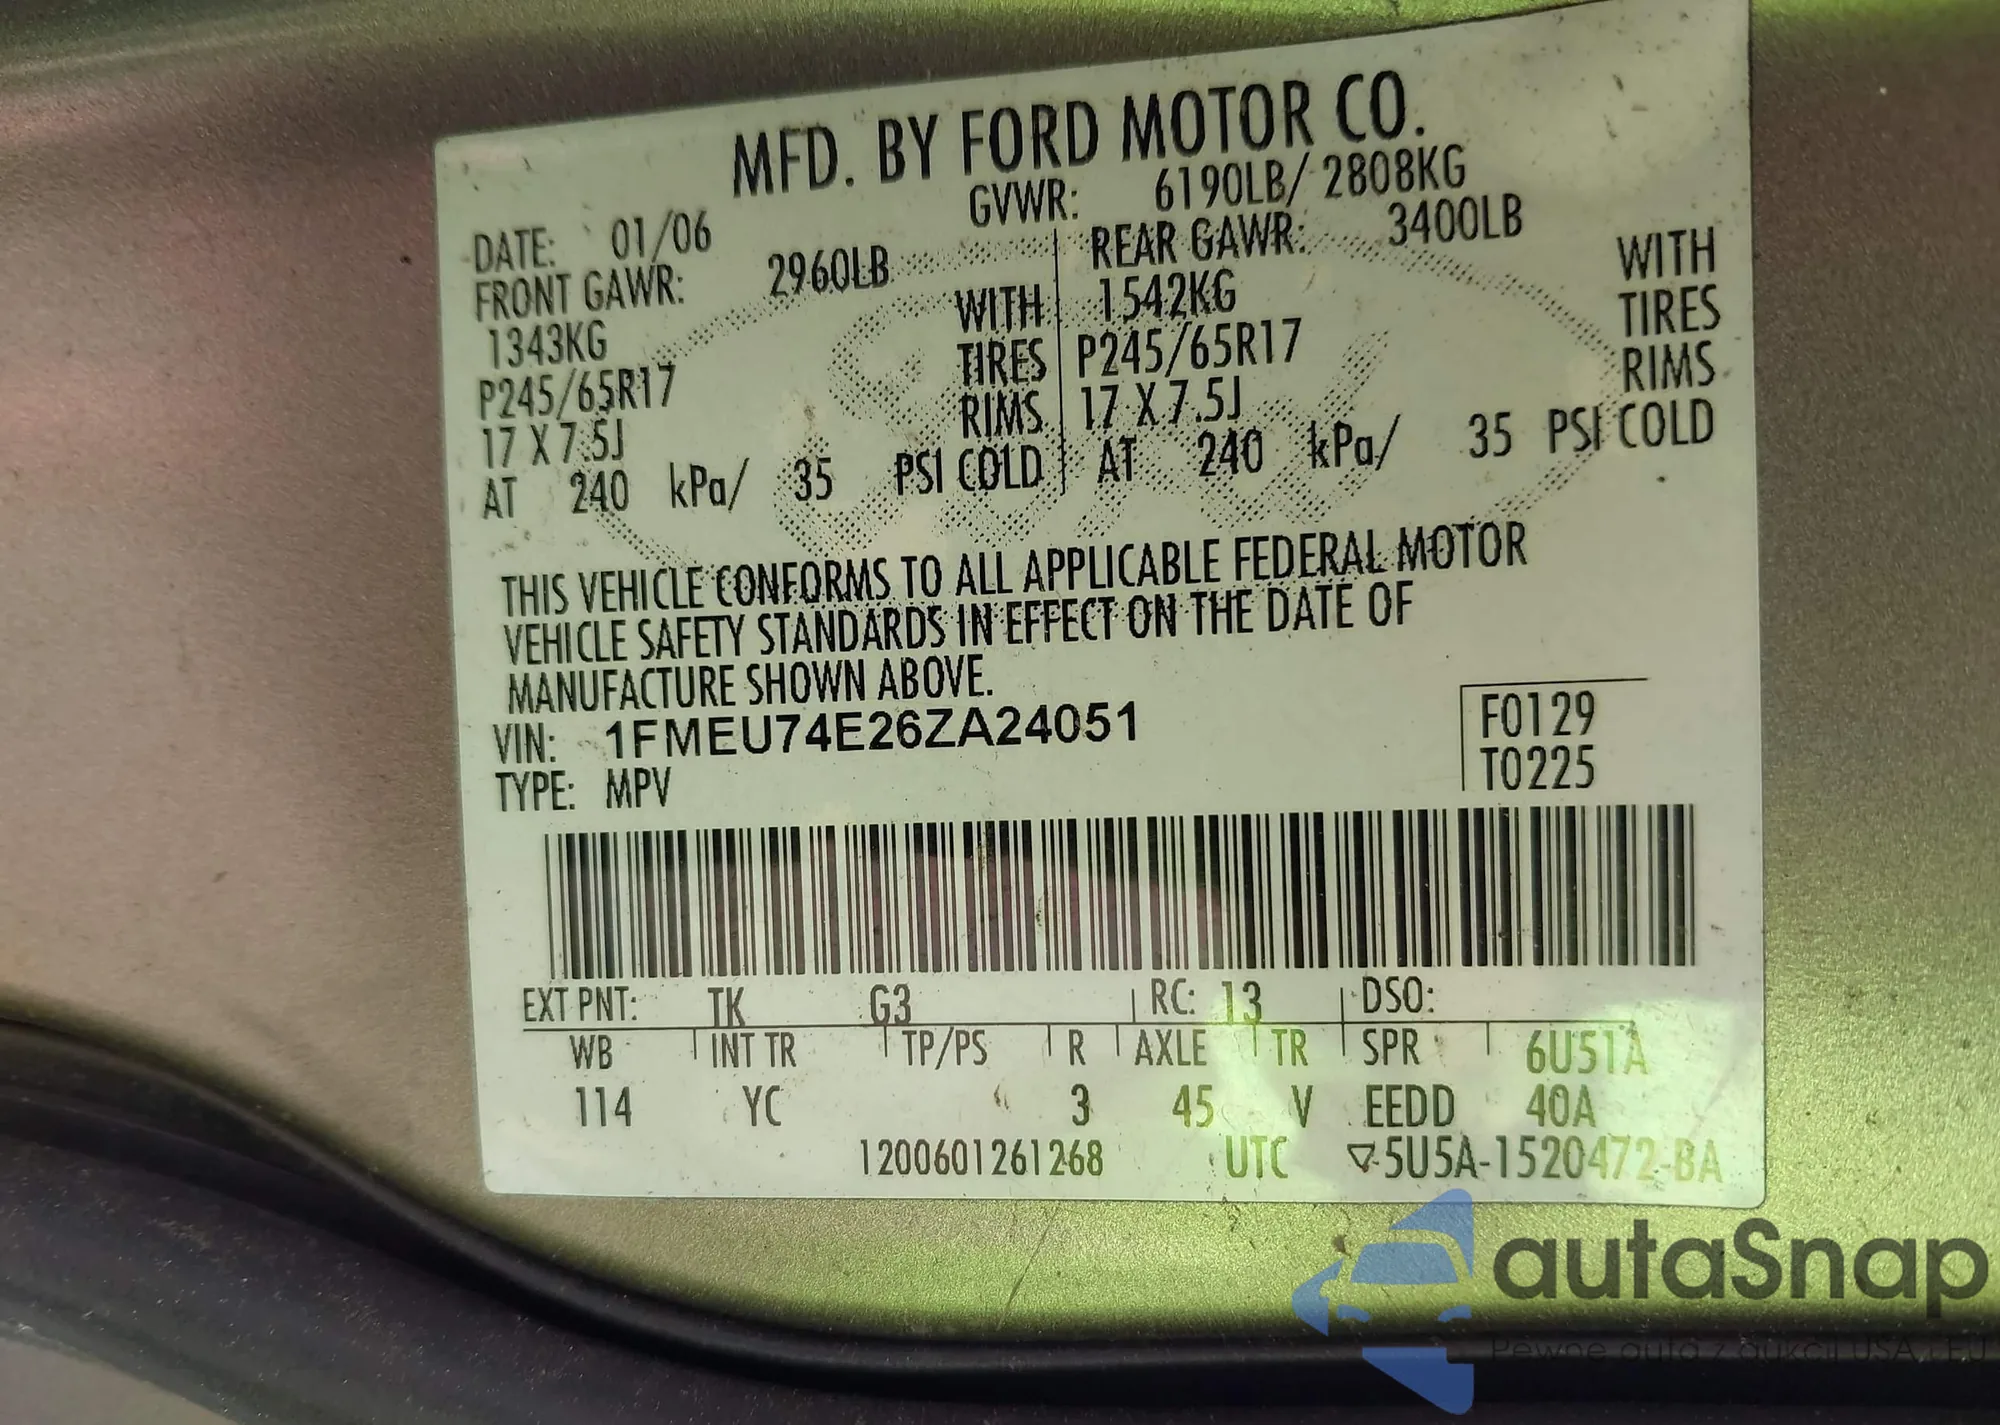 MFD. BY FORD MOTOR CO.
DATE: 01/06 GVWR: 6190LB/ 2808KG
FRONT GAWR: 2960LB REAR GAWR: 3400LB
1343KG WITH 1542KG WITH
P245/65R17 TIRES P245/65R17 TIRES
17 X 7.5J RIMS 17 X 7.5J RIMS
AT 240 kPa/ 35 PSI COLD AT 240 kPa/ 35 PSI COLD
THIS VEHICLE CONFORMS TO ALL APPLICABLE FEDERAL MOTOR
VEHICLE SAFETY STANDARDS IN EFFECT ON THE DATE OF
MANUFACTURE SHOWN ABOVE.
VIN: 1FMEU74E26ZA24051 F0129
TYPE: MPV T0225
EXT PNT: TK G3 RC: 13 DSO:
WB INT TR TP/PS R AXLE TR SPR 6U51A
114 YC 3 45 V EEDD 40A
1200601261268 UTC 5U5A-1520472-BA
autaSnap
Pewne auta z aukcji USA i EU